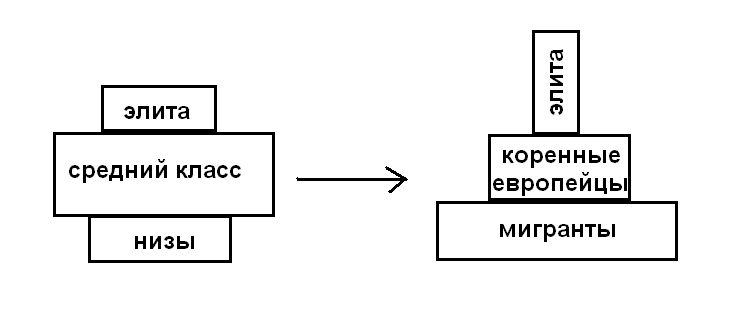 элита
средний класс
низы
элита
коренные
европейцы
мигранты